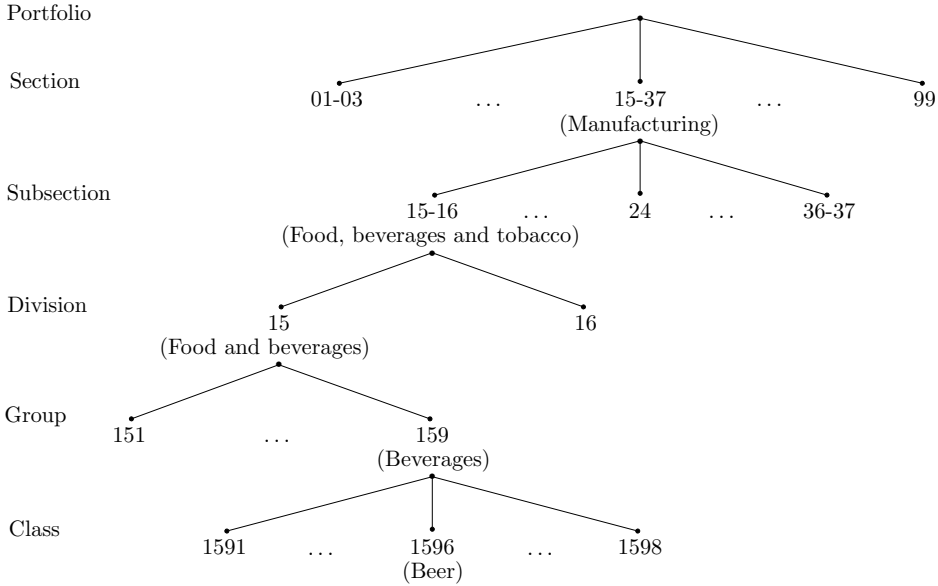 Portfolio
Section
01-03 ... 15-37 ... 99
(Manufacturing)
Subsection
15-16 ... 24 ... 36-37
(Food, beverages and tobacco)
Division
15 16
(Food and beverages)
Group
151 ... 159
(Beverages)
Class
1591 ... 1596 ... 1598
(Beer)